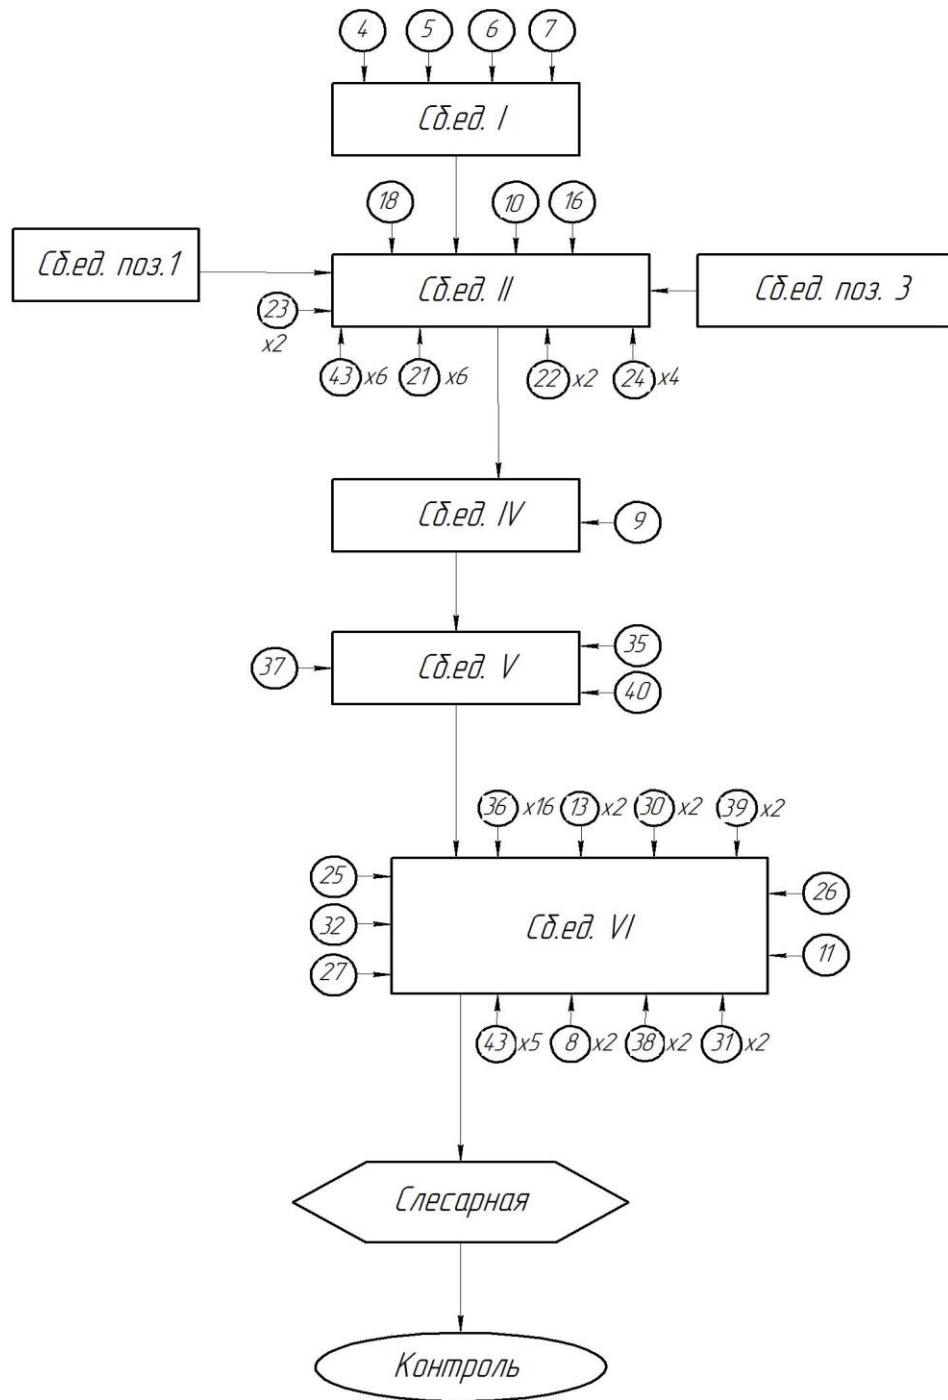 4 5 6 7
Сб.ед. I
18 10 16
Сб.ед. поз.1
Сб.ед. II
Сб.ед. поз. 3
23
x2
43 x6 21 x6 22 x2 24 x4
Сб.ед. IV
9
37
Сб.ед. V
35
40
36 x16 13 x2 30 x2 39 x2
25
32
27
Сб.ед. VI
26
11
43 x5 8 x2 38 x2 31 x2
Слесарная
Контроль